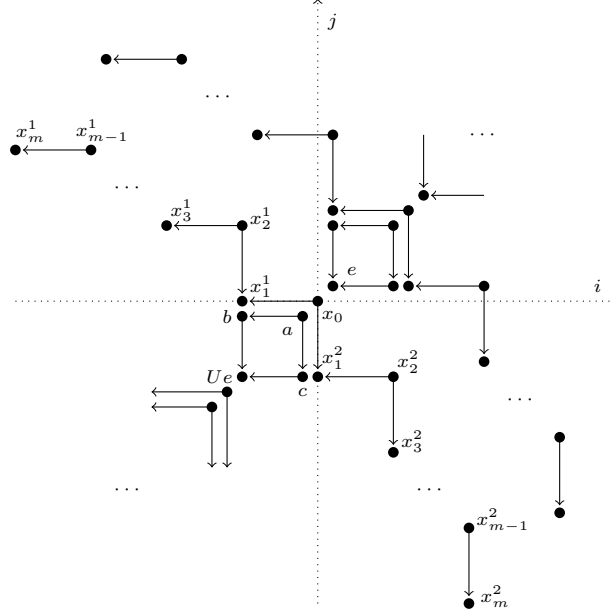 j
⋯
x_m^1 x_{m-1}^1
⋯
⋯
x_3^1 x_2^1
e
i
x_1^1
x_0
b
a
x_1^2
x_2^2
Ue
c
⋯
x_3^2
⋯
⋯
x_{m-1}^2
x_m^2